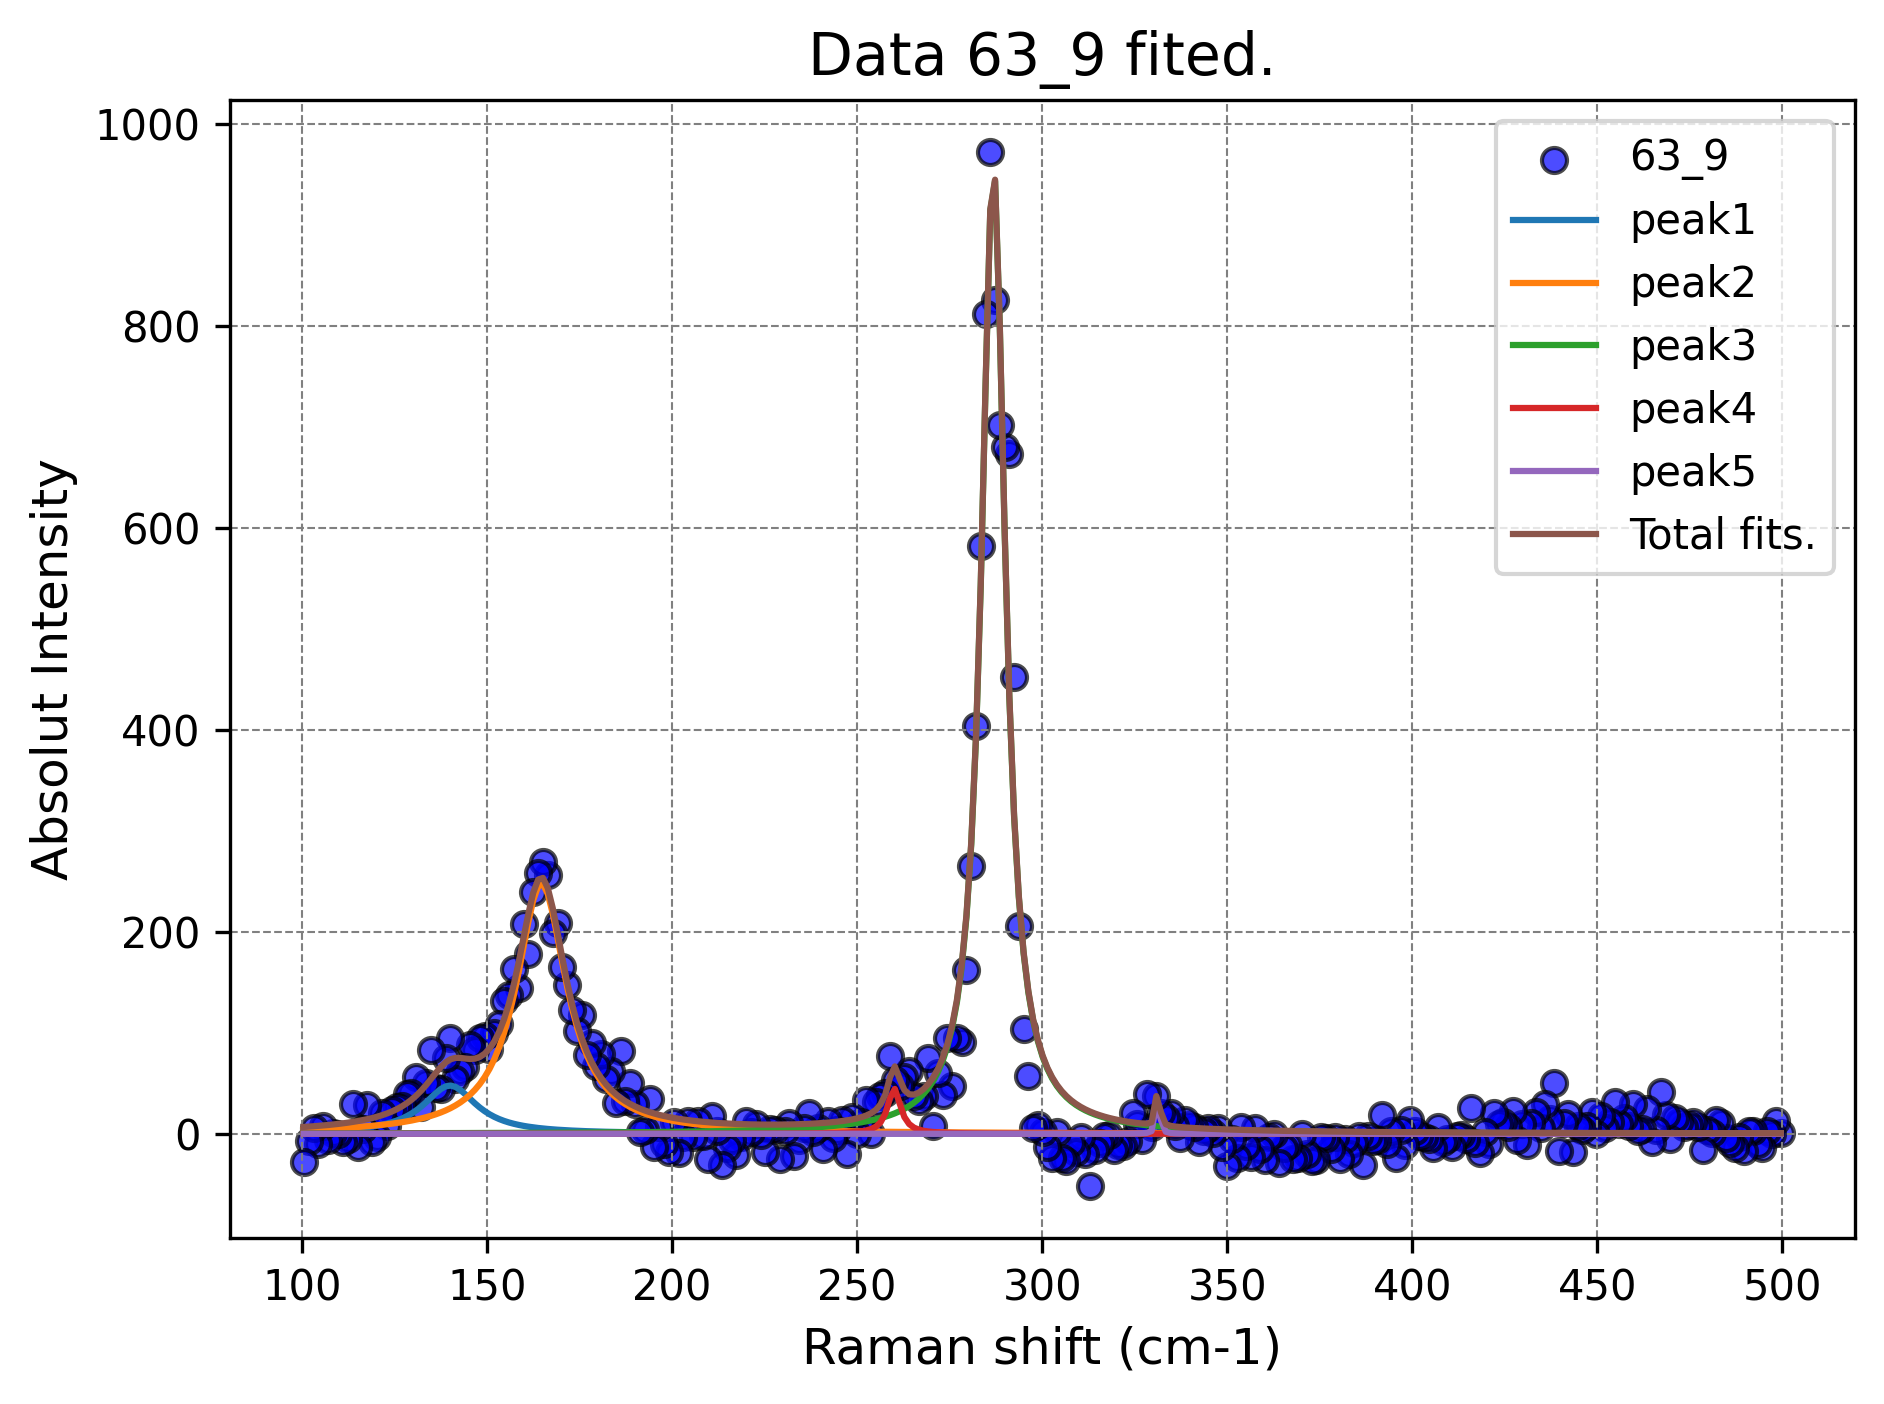 Data 63_9 fited.
1000
800
600
400
200
0
Absolut Intensity
63_9
peak1
peak2
peak3
peak4
peak5
Total fits.
100 150 200 250 300 350 400 450 500
Raman shift (cm-1)